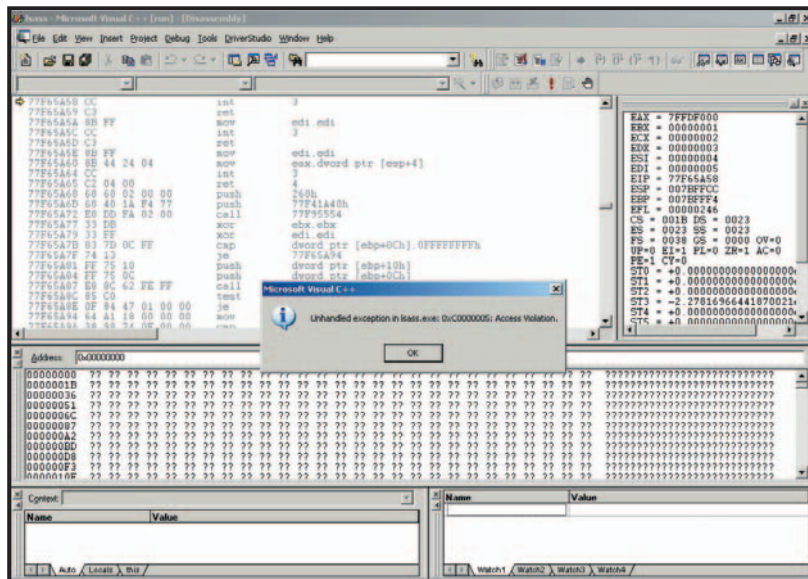 lsass - Microsoft Visual C++ [run] - [Disassembly]
File Edit View Insert Project Debug Tools DriverStudio Window Help
77F65A58 CC int 3
77F65A59 C3 ret
77F65A5A 8B FF mov edi,edi
77F65A5C CC int 3
77F65A5D C3 ret
77F65A5E 8B FF mov edi,edi
77F65A60 8B 44 24 04 mov eax,dword ptr [esp+4]
77F65A64 CC int 3
77F65A65 C2 04 00 ret 4
77F65A68 68 60 02 00 00 push 260h
77F65A6D 68 40 1A F4 77 push 77F41A40h
77F65A72 E8 DD FA 02 00 call 77F95554
77F65A77 33 DB xor ebx,ebx
77F65A79 33 FF xor edi,edi
77F65A7B 83 7D 0C FF cmp dword ptr [ebp+0Ch],0FFFFFFFFh
77F65A7F 74 13 je 77F65A94
77F65A81 FF 75 10 push dword ptr [ebp+10h]
77F65A84 FF 75 0C push dword ptr [ebp+0Ch]
77F65A87 E8 0C 62 FE FF call
77F65A8C 85 C0 test
77F65A8E 0F 84 47 01 00 00 je
77F65A94 64 A1 18 00 00 00 mov
EAX = 7FFDF000
EBX = 00000001
ECX = 00000002
EDX = 00000003
ESI = 00000004
EDI = 00000005
EIP = 77F65A58
ESP = 007BFFCC
EBP = 007BFFF4
EFL = 00000246
CS = 001B DS = 0023
ES = 0023 SS = 0023
FS = 0038 GS = 0000 OV=0
UP=0 EI=1 PL=0 ZR=1 AC=0
PE=1 CY=0
ST0 = +0.0000000000000000e
ST1 = +0.0000000000000000e
ST2 = +0.0000000000000000e
ST3 = -2.2781696644187002​1e
ST4 = +0.0000000000000000e
ST5 = +0.0000000000000000e
Microsoft Visual C++
Unhandled exception in lsass.exe: 0xC0000005: Access Violation.
OK
Address: 0x00000000
00000000 ?? ?? ?? ?? ?? ?? ?? ?? ?? ?? ?? ?? ?? ?? ?? ?? ?? ?? ?? ?? ?? ?? ?? ?? ?? ?? ?? ???????????????????????????
0000001B ?? ?? ?? ?? ?? ?? ?? ?? ?? ?? ?? ?? ?? ?? ?? ?? ?? ?? ?? ?? ?? ?? ?? ?? ?? ?? ?? ???????????????????????????
00000036 ?? ?? ?? ?? ?? ?? ?? ?? ?? ?? ?? ?? ?? ?? ?? ?? ?? ?? ?? ?? ?? ?? ?? ?? ?? ?? ?? ???????????????????????????
00000051 ?? ?? ?? ?? ?? ?? ?? ?? ?? ?? ?? ?? ?? ?? ?? ?? ?? ?? ?? ?? ?? ?? ?? ?? ?? ?? ?? ???????????????????????????
0000006C ?? ?? ?? ?? ?? ?? ?? ?? ?? ?? ?? ?? ?? ?? ?? ?? ?? ?? ?? ?? ?? ?? ?? ?? ?? ?? ?? ???????????????????????????
00000087 ?? ?? ?? ?? ?? ?? ?? ?? ?? ?? ?? ?? ?? ?? ?? ?? ?? ?? ?? ?? ?? ?? ?? ?? ?? ?? ?? ???????????????????????????
000000A2 ?? ?? ?? ?? ?? ?? ?? ?? ?? ?? ?? ?? ?? ?? ?? ?? ?? ?? ?? ?? ?? ?? ?? ?? ?? ?? ?? ???????????????????????????
000000BD ?? ?? ?? ?? ?? ?? ?? ?? ?? ?? ?? ?? ?? ?? ?? ?? ?? ?? ?? ?? ?? ?? ?? ?? ?? ?? ?? ???????????????????????????
000000D8 ?? ?? ?? ?? ?? ?? ?? ?? ?? ?? ?? ?? ?? ?? ?? ?? ?? ?? ?? ?? ?? ?? ?? ?? ?? ?? ?? ???????????????????????????
000000F3 ?? ?? ?? ?? ?? ?? ?? ?? ?? ?? ?? ?? ?? ?? ?? ?? ?? ?? ?? ?? ?? ?? ?? ?? ?? ?? ?? ???????????????????????????
0000010E ?? ?? ?? ?? ?? ?? ?? ?? ?? ?? ?? ?? ?? ?? ?? ?? ?? ?? ?? ?? ?? ?? ?? ?? ?? ?? ?? ???????????????????????????
Context:
Name Value
Auto Locals this
Name Value
Watch1 Watch2 Watch3 Watch4